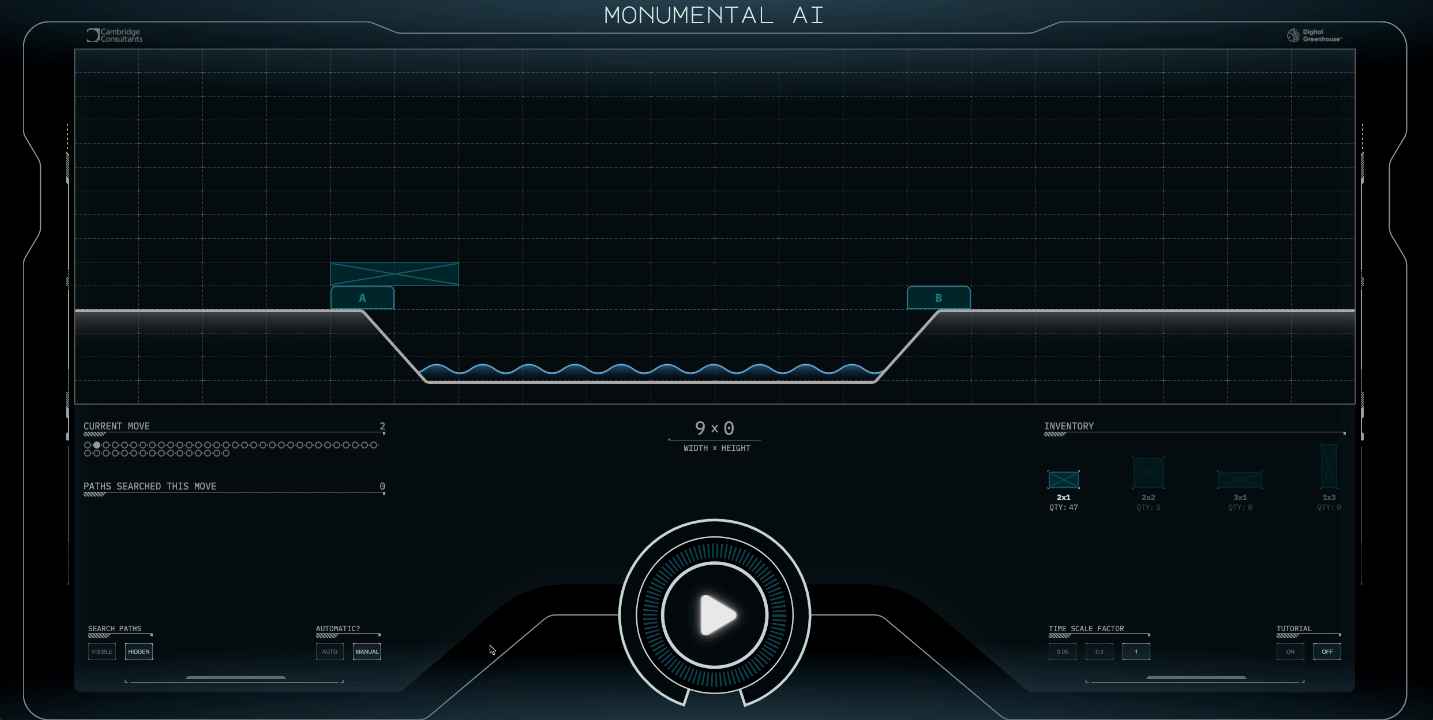 MONUMENTAL AI
Cambridge
Consultants
Digital
Greenhouse
A
B
CURRENT MOVE 2
PATHS SEARCHED THIS MOVE 0
9×0
WIDTH × HEIGHT
INVENTORY
2x1 2x2 3x1 1x3
QTY: 47 QTY: 0 QTY: 0 QTY: 0
SEARCH PATHS AUTOMATIC?
VISIBLE HIDDEN AUTO MANUAL
TIME SCALE FACTOR TUTORIAL
0.05 0.3 1 ON OFF